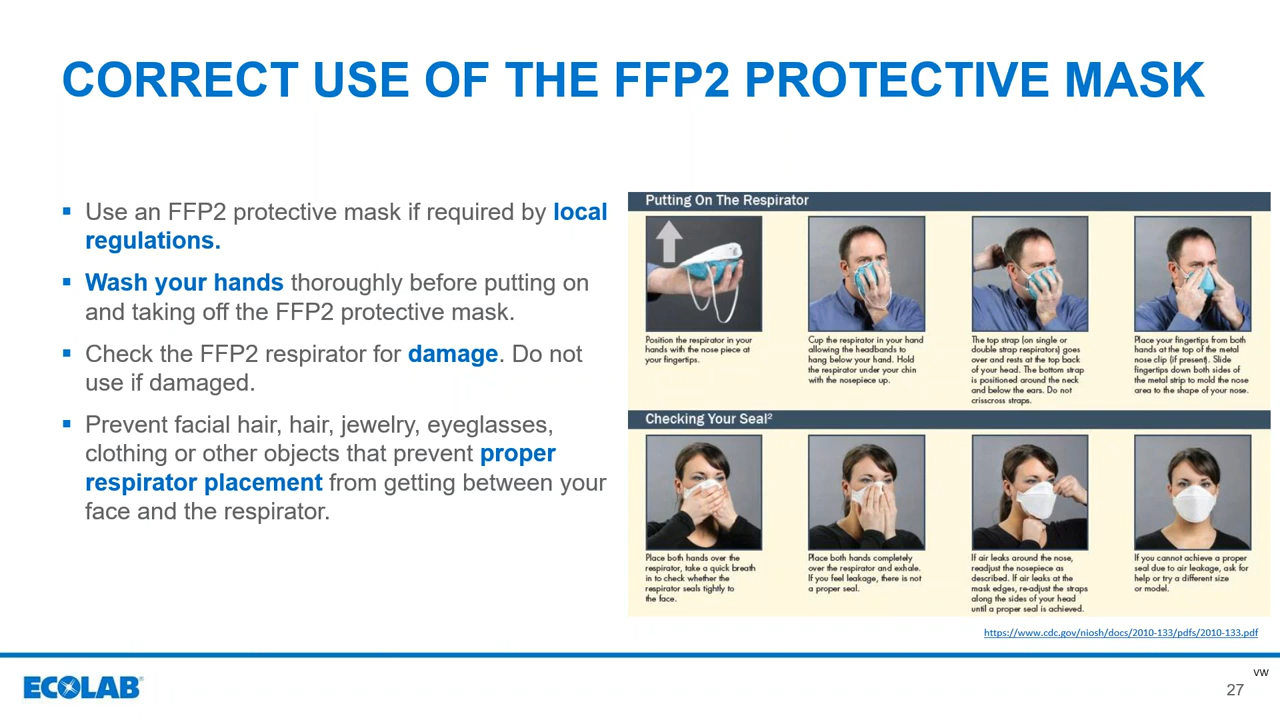 CORRECT USE OF THE FFP2 PROTECTIVE MASK
▪ Use an FFP2 protective mask if required by local
regulations.
▪ Wash your hands thoroughly before putting on
and taking off the FFP2 protective mask.
▪ Check the FFP2 respirator for damage. Do not
use if damaged.
▪ Prevent facial hair, hair, jewelry, eyeglasses,
clothing or other objects that prevent proper
respirator placement from getting between your
face and the respirator.
Putting On The Respirator
Position the respirator in your
hands with the nose piece at
your fingertips.
Cup the respirator in your hand
allowing the headbands to
hang below your hand. Hold
the respirator under your chin
with the nosepiece up.
The top strap (on single or
double strap respirators) goes
over and rests at the top back
of your head. The bottom strap
is positioned around the neck
and below the ears. Do not
crisscross straps.
Place your fingertips from both
hands at the top of the metal
nose clip (if present). Slide
fingertips down both sides of
the metal strip to mold the nose
area to the shape of your nose.
Checking Your Seal²
Place both hands over the
respirator, take a quick breath
in to check whether the
respirator seals tightly to
the face.
Place both hands completely
over the respirator and exhale.
If you feel leakage, there is not
a proper seal.
If air leaks around the nose,
readjust the nosepiece as
described. If air leaks at the
mask edges, re-adjust the straps
along the sides of your head
until a proper seal is achieved.
If you cannot achieve a proper
seal due to air leakage, ask for
help or try a different size
or model.
https://www.cdc.gov/niosh/docs/2010-133/pdfs/2010-133.pdf
ECOLAB®
VW
27